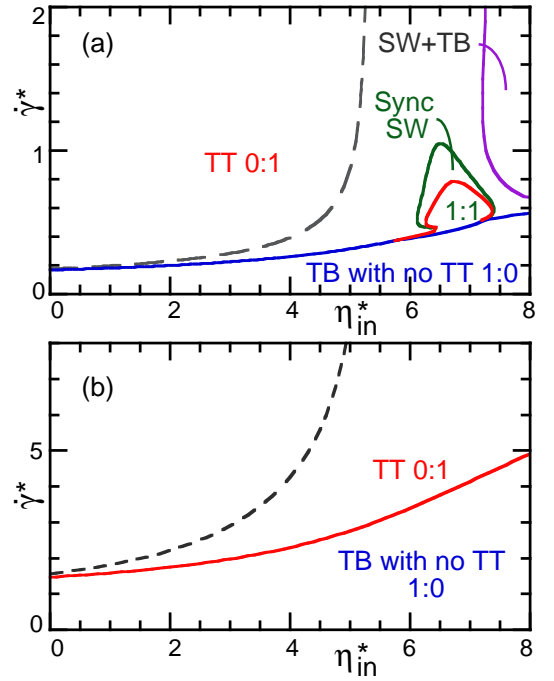 2
(a)
SW+TB
Sync
SW
γ̇*
1
TT 0:1
1:1
TB with no TT 1:0
0
0
2
4
6
8
η*in
(b)
5
TT 0:1
γ̇*
TB with no TT
1:0
0
0
2
4
6
8
η*in